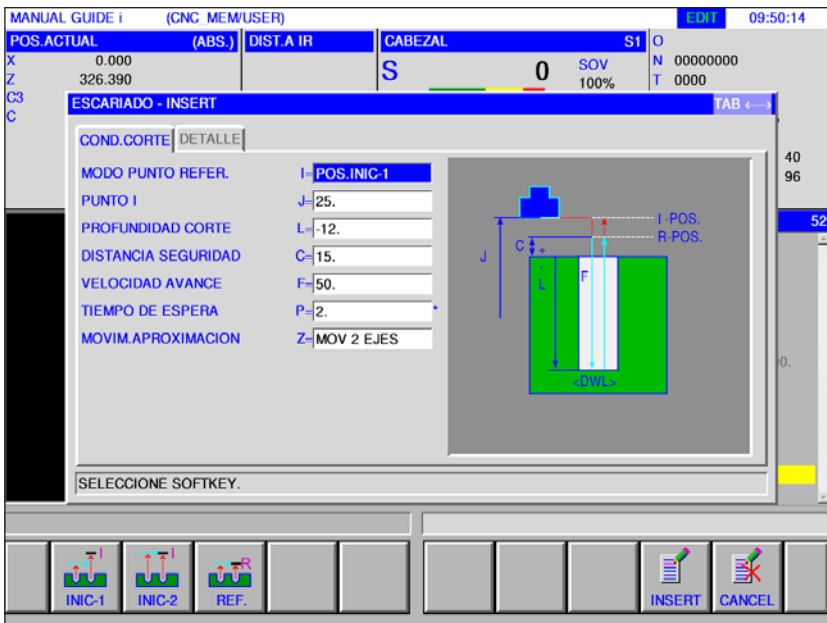 MANUAL GUIDE i (CNC_MEM/USER) EDIT 09:50:14
POS.ACTUAL (ABS.) DIST.A IR CABEZAL S1 O
X 0.000 S 0 SOV N 00000000
Z 326.390 100% T 0000
C3
C
ESCARIADO - INSERT TAB <-->
COND.CORTE DETALLE
MODO PUNTO REFER. I= POS.INIC-1
PUNTO I J= 25.
PROFUNDIDAD CORTE L= -12.
DISTANCIA SEGURIDAD C= 15.
VELOCIDAD AVANCE F= 50.
TIEMPO DE ESPERA P= 2. *
MOVIM.APROXIMACION Z= MOV 2 EJES
I -POS.
R-POS.
J
C
+
-
L
F
<DWL>
40
96
52
0.
SELECCIONE SOFTKEY.
I I R
INIC-1 INIC-2 REF. INSERT CANCEL